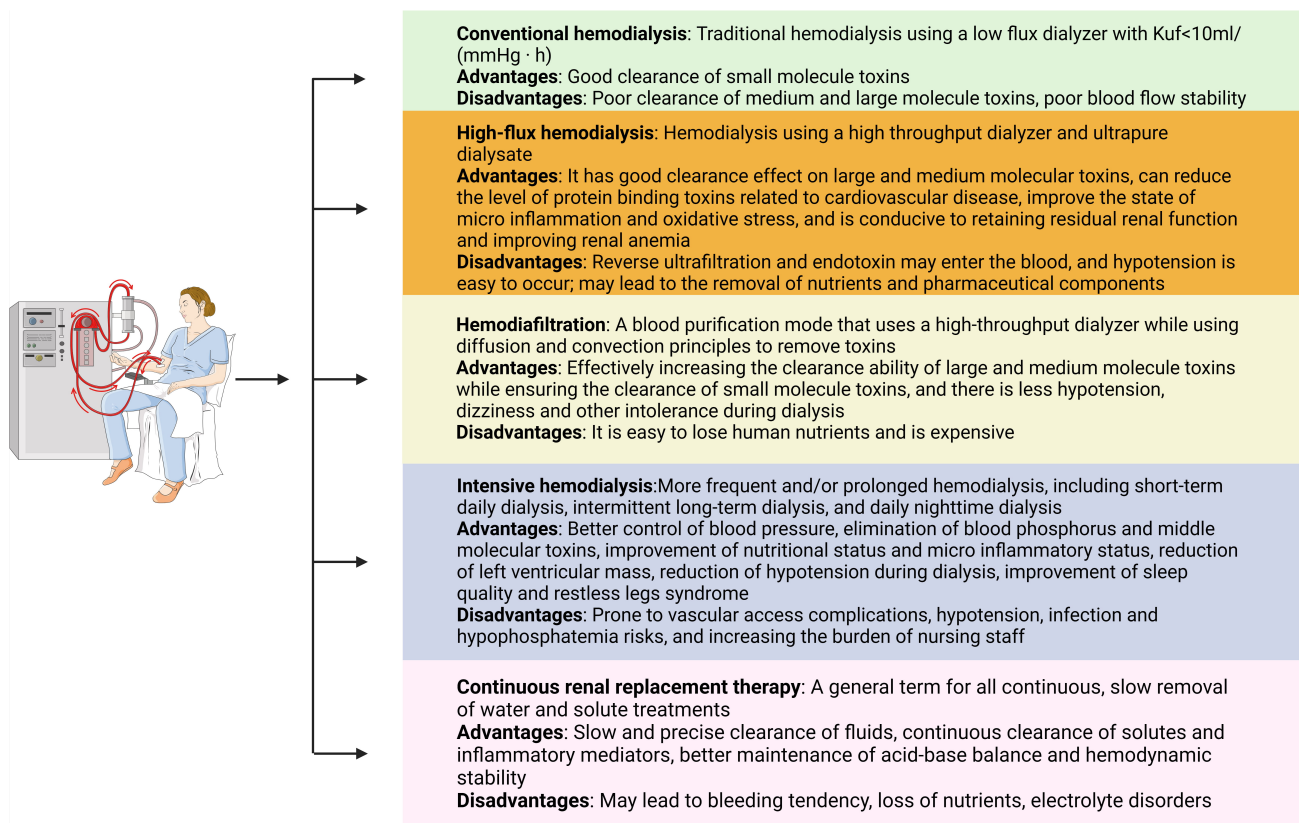 Conventional hemodialysis: Traditional hemodialysis using a low flux dialyzer with Kuf<10ml/
(mmHg · h)
Advantages: Good clearance of small molecule toxins
Disadvantages: Poor clearance of medium and large molecule toxins, poor blood flow stability
High-flux hemodialysis: Hemodialysis using a high throughput dialyzer and ultrapure
dialysate
Advantages: It has good clearance effect on large and medium molecular toxins, can reduce
the level of protein binding toxins related to cardiovascular disease, improve the state of
micro inflammation and oxidative stress, and is conducive to retaining residual renal function
and improving renal anemia
Disadvantages: Reverse ultrafiltration and endotoxin may enter the blood, and hypotension is
easy to occur; may lead to the removal of nutrients and pharmaceutical components
Hemodiafiltration: A blood purification mode that uses a high-throughput dialyzer while using
diffusion and convection principles to remove toxins
Advantages: Effectively increasing the clearance ability of large and medium molecule toxins
while ensuring the clearance of small molecule toxins, and there is less hypotension,
dizziness and other intolerance during dialysis
Disadvantages: It is easy to lose human nutrients and is expensive
Intensive hemodialysis:More frequent and/or prolonged hemodialysis, including short-term
daily dialysis, intermittent long-term dialysis, and daily nighttime dialysis
Advantages: Better control of blood pressure, elimination of blood phosphorus and middle
molecular toxins, improvement of nutritional status and micro inflammatory status, reduction
of left ventricular mass, reduction of hypotension during dialysis, improvement of sleep
quality and restless legs syndrome
Disadvantages: Prone to vascular access complications, hypotension, infection and
hypophosphatemia risks, and increasing the burden of nursing staff
Continuous renal replacement therapy: A general term for all continuous, slow removal
of water and solute treatments
Advantages: Slow and precise clearance of fluids, continuous clearance of solutes and
inflammatory mediators, better maintenance of acid-base balance and hemodynamic
stability
Disadvantages: May lead to bleeding tendency, loss of nutrients, electrolyte disorders